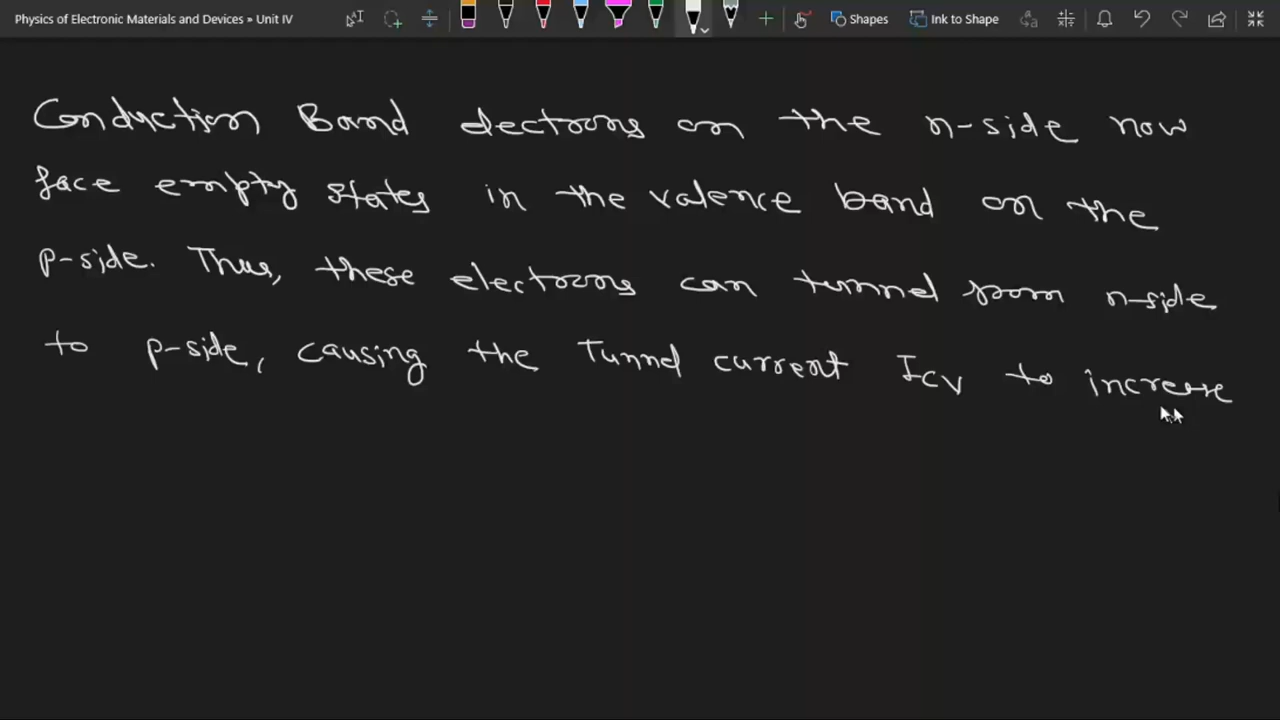 Physics of Electronic Materials and Devices » Unit IV
Shapes
Ink to Shape
Conduction Band electrons on the n-side now
face empty states in the valence band on the
p-side. Thus, these electrons can tunnel from n-side
to p-side, causing the Tunnel current Icv to increase